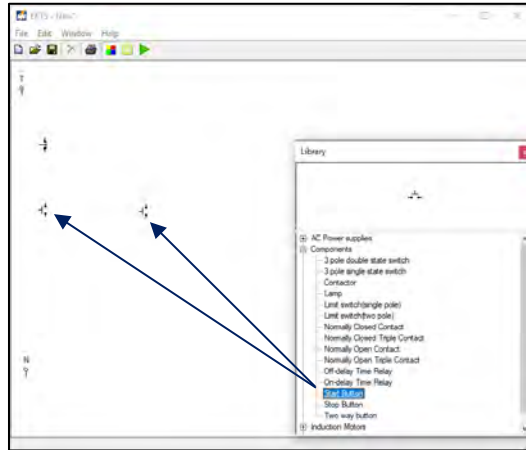 EKTS - New*
File Edit Window Help
T
Library
AC Power supplies
Components
3 pole double state switch
3 pole single state switch
Contactor
Lamp
Limit switch(single pole)
Limit switch(two pole)
Normally Closed Contact
Normally Closed Triple Contact
Normally Open Contact
Normally Open Triple Contact
Off-delay Time Relay
On-delay Time Relay
Start Button
Stop Button
Two way button
Induction Motors
N